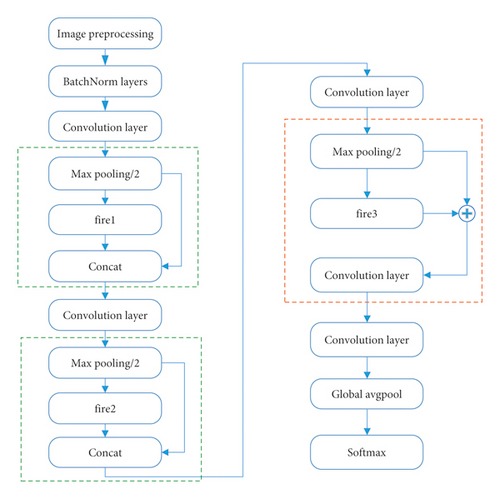 Image preprocessing
BatchNorm layers
Convolution layer
Max pooling/2
fire1
Concat
Convolution layer
Max pooling/2
fire2
Concat
Convolution layer
Max pooling/2
fire3
Convolution layer
Convolution layer
Global avgpool
Softmax